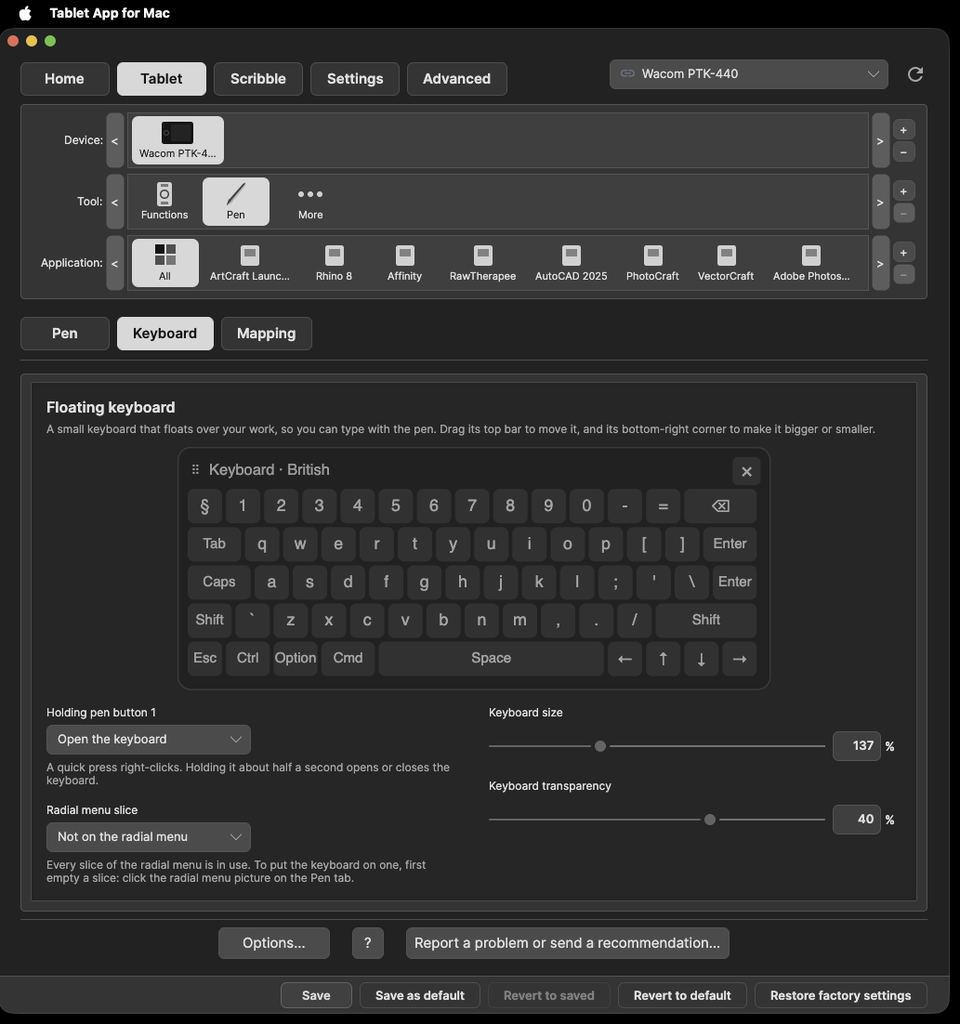 Tablet App for Mac
Home
Tablet
Scribble
Settings
Advanced
Wacom PTK-440
Device:
<
Wacom PTK-4...
>
+
−
Tool:
<
Functions
Pen
More
>
+
−
Application:
<
All
ArtCraft Launc...
Rhino 8
Affinity
RawTherapee
AutoCAD 2025
PhotoCraft
VectorCraft
Adobe Photos...
>
+
−
Pen
Keyboard
Mapping
Floating keyboard
A small keyboard that floats over your work, so you can type with the pen. Drag its top bar to move it, and its bottom-right corner to make it bigger or smaller.
Keyboard · British
§ 1 2 3 4 5 6 7 8 9 0 - = ⌫
Tab q w e r t y u i o p [ ] Enter
Caps a s d f g h j k l ; ' \ Enter
Shift ` z x c v b n m , . / Shift
Esc Ctrl Option Cmd Space ← ↑ ↓ →
Holding pen button 1
Open the keyboard
A quick press right-clicks. Holding it about half a second opens or closes the
keyboard.
Radial menu slice
Not on the radial menu
Every slice of the radial menu is in use. To put the keyboard on one, first
empty a slice: click the radial menu picture on the Pen tab.
Keyboard size
137 %
Keyboard transparency
40 %
Options...
?
Report a problem or send a recommendation...
Save
Save as default
Revert to saved
Revert to default
Restore factory settings